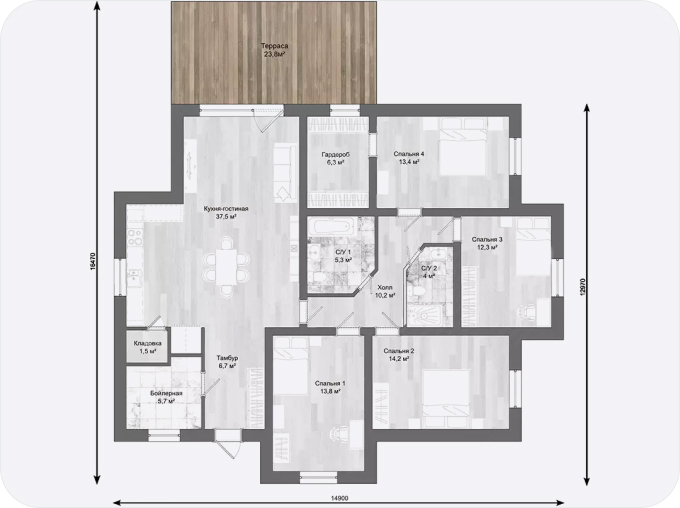 Терраса
23,8м²
Гардероб
6,3 м²
Спальня 4
13,4 м²
Кухня-гостиная
37,5 м²
С/У 1
5,3 м²
Спальня 3
12,3 м²
С/У 2
4 м²
Холл
10,2 м²
16470
12970
Кладовка
1,5 м²
Тамбур
6,7 м²
Спальня 2
14,2 м²
Спальня 1
13,8 м²
Бойлерная
5,7 м²
14900